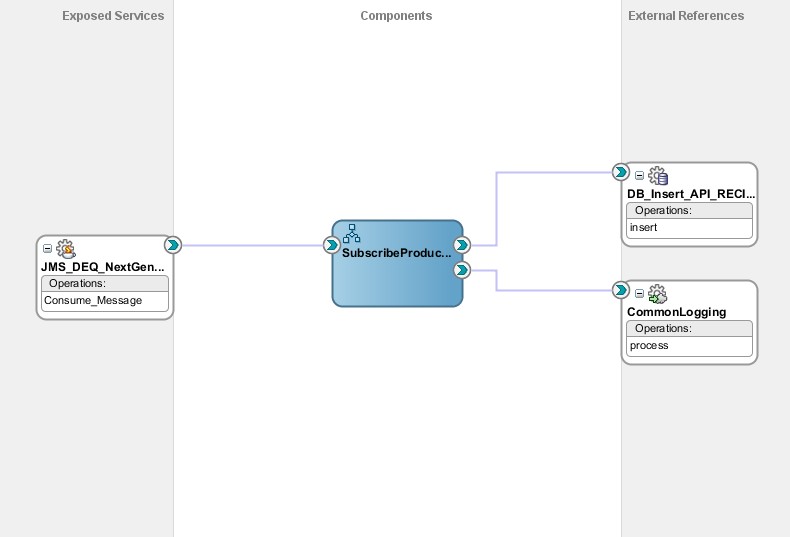 Exposed Services
Components
External References
JMS_DEQ_NextGen...
Operations:
Consume_Message
SubscribeProduc...
DB_Insert_API_RECI...
Operations:
insert
CommonLogging
Operations:
process